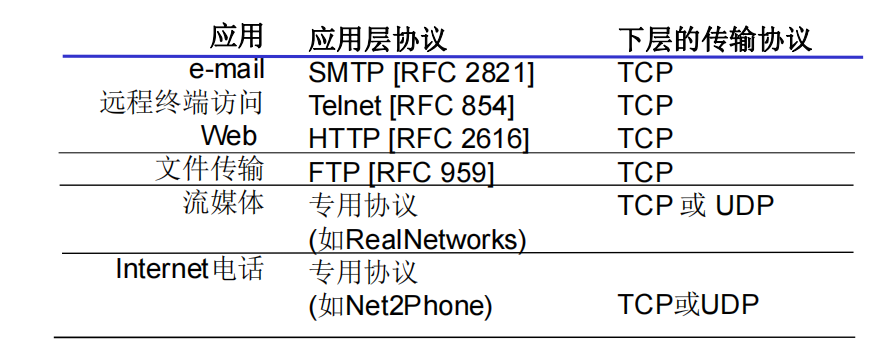 应用 应用层协议 下层的传输协议
e-mail SMTP [RFC 2821] TCP
远程终端访问 Telnet [RFC 854] TCP
Web HTTP [RFC 2616] TCP
文件传输 FTP [RFC 959] TCP
流媒体 专用协议 TCP 或 UDP
(如RealNetworks)
Internet电话 专用协议
(如Net2Phone) TCP或UDP